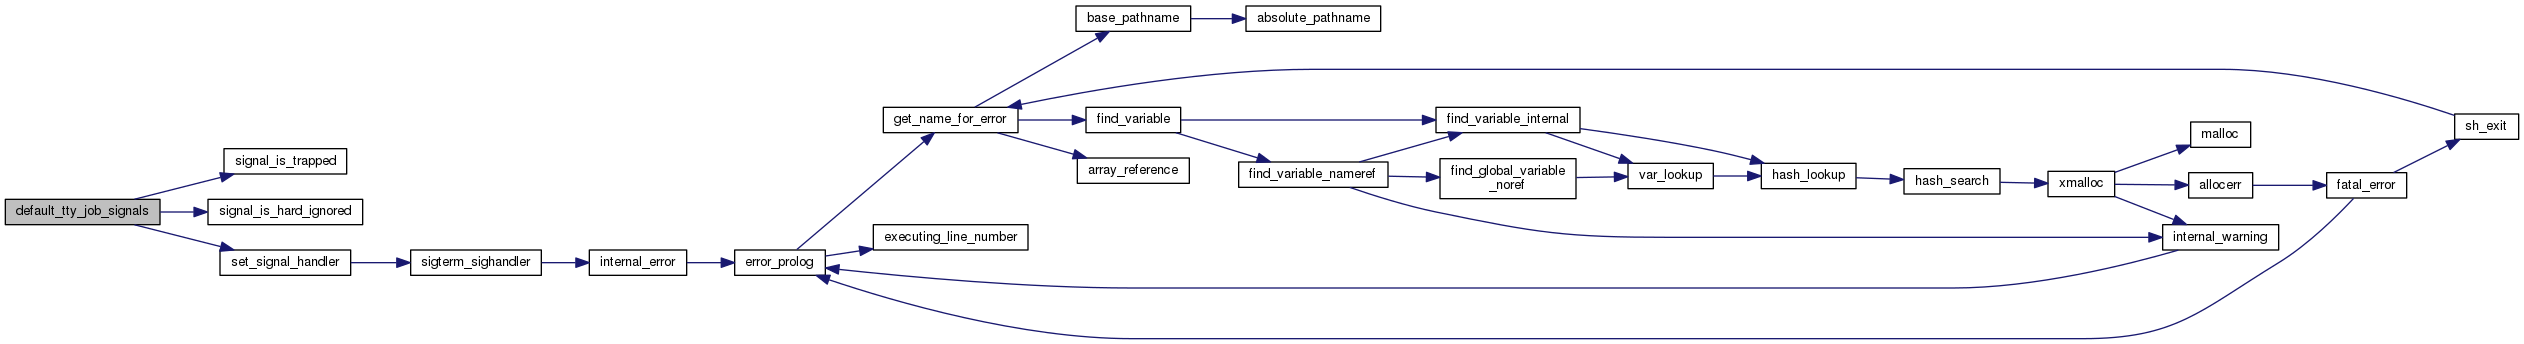 default_tty_job_signals
signal_is_trapped
signal_is_hard_ignored
set_signal_handler
sigterm_sighandler
internal_error
error_prolog
get_name_for_error
executing_line_number
base_pathname
absolute_pathname
find_variable
array_reference
find_variable_nameref
find_variable_internal
find_global_variable
_noref
var_lookup
hash_lookup
hash_search
xmalloc
malloc
allocerr
internal_warning
fatal_error
sh_exit